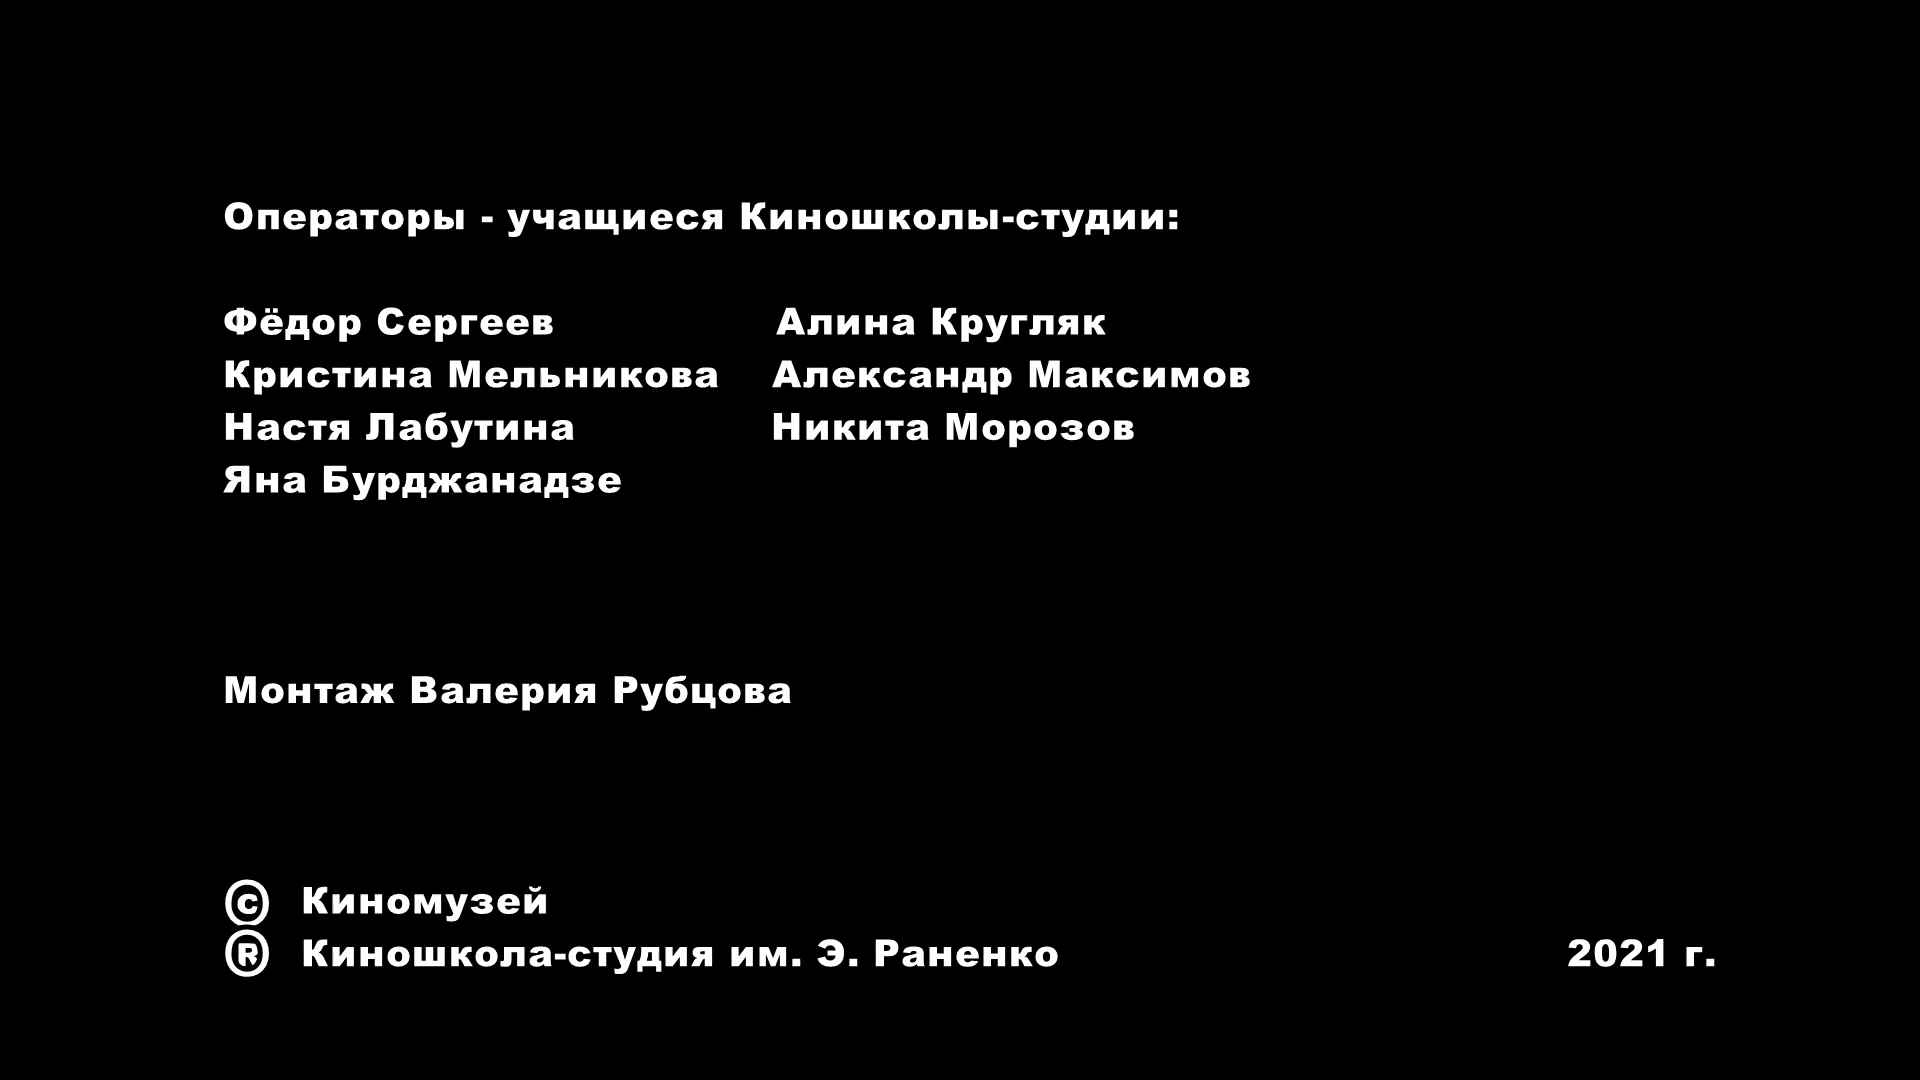 Операторы - учащиеся Киношколы-студии:
Фёдор Сергеев Алина Кругляк
Кристина Мельникова Александр Максимов
Настя Лабутина Никита Морозов
Яна Бурджанадзе
Монтаж Валерия Рубцова
© Киномузей
® Киношкола-студия им. Э. Раненко 2021 г.